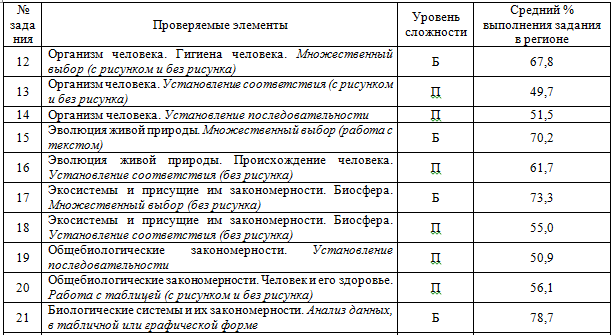 № зада ния Проверяемые элементы Уровень сложности Средний % выполнения задания в регионе
12 Организм человека. Гигиена человека. Множественный Б 67,8
выбор (с рисунком и без рисунка)
13 Организм человека. Установление соответствия (с рисунком П 49,7
и без рисунка)
14 Организм человека. Установление последовательности П 51,5
15 Эволюция живой природы. Множественный выбор (работа с Б 70,2
текстом)
16 Эволюция живой природы. Происхождение человека. П 61,7
Установление соответствия (без рисунка)
17 Экосистемы и присущие им закономерности. Биосфера. Б 73,3
Множественный выбор (без рисунка)
18 Экосистемы и присущие им закономерности. Биосфера. П 55,0
Установление соответствия (без рисунка)
19 Общебиологические закономерности. Установление П 50,9
последовательности
20 Общебиологические закономерности. Человек и его здоровье. П 56,1
Работа с таблицей (с рисунком и без рисунка)
21 Биологические системы и их закономерности. Анализ данных, Б 78,7
в табличной или графической форме